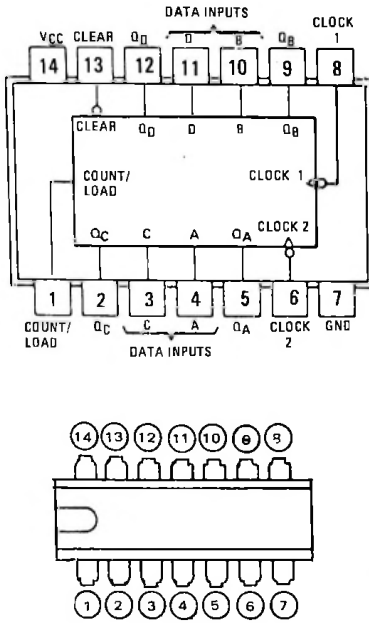 DATA INPUTS
CLOCK
VCC CLEAR QD D B QB 1
14 13 12 11 10 9 8
CLEAR QD D B QB
COUNT/
LOAD
CLOCK 1
QC C A QA CLOCK 2
1 2 3 4 5 6 7
COUNT/
LOAD
QC C A QA CLOCK
2
GND
DATA INPUTS
14 13 12 11 10 9 8
1 2 3 4 5 6 7